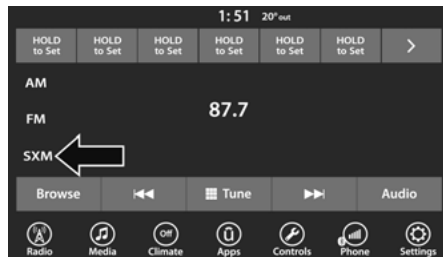 1:51 20° out
HOLD to Set HOLD to Set HOLD to Set HOLD to Set HOLD to Set HOLD to Set
AM
FM
87.7
SXM
Browse Tune Audio
Off ū
Radio Media Climate Apps Controls Phone Settings